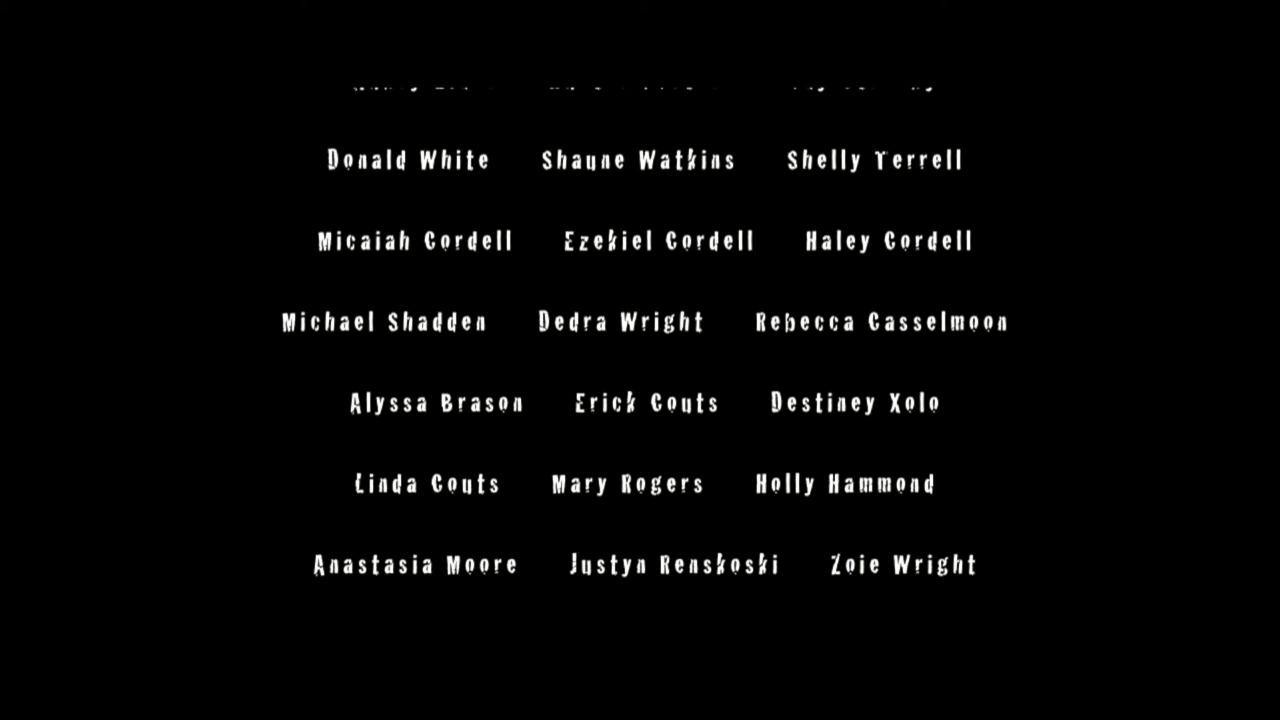 Donald White Shaune Watkins Shelly Terrell
Micaiah Cordell Ezekiel Cordell Haley Cordell
Michael Shadden Dedra Wright Rebecca Casselmoon
Alyssa Brason Erick Couts Destiney Xolo
Linda Couts Mary Rogers Holly Hammond
Anastasia Moore Justyn Renskoski Zoie Wright